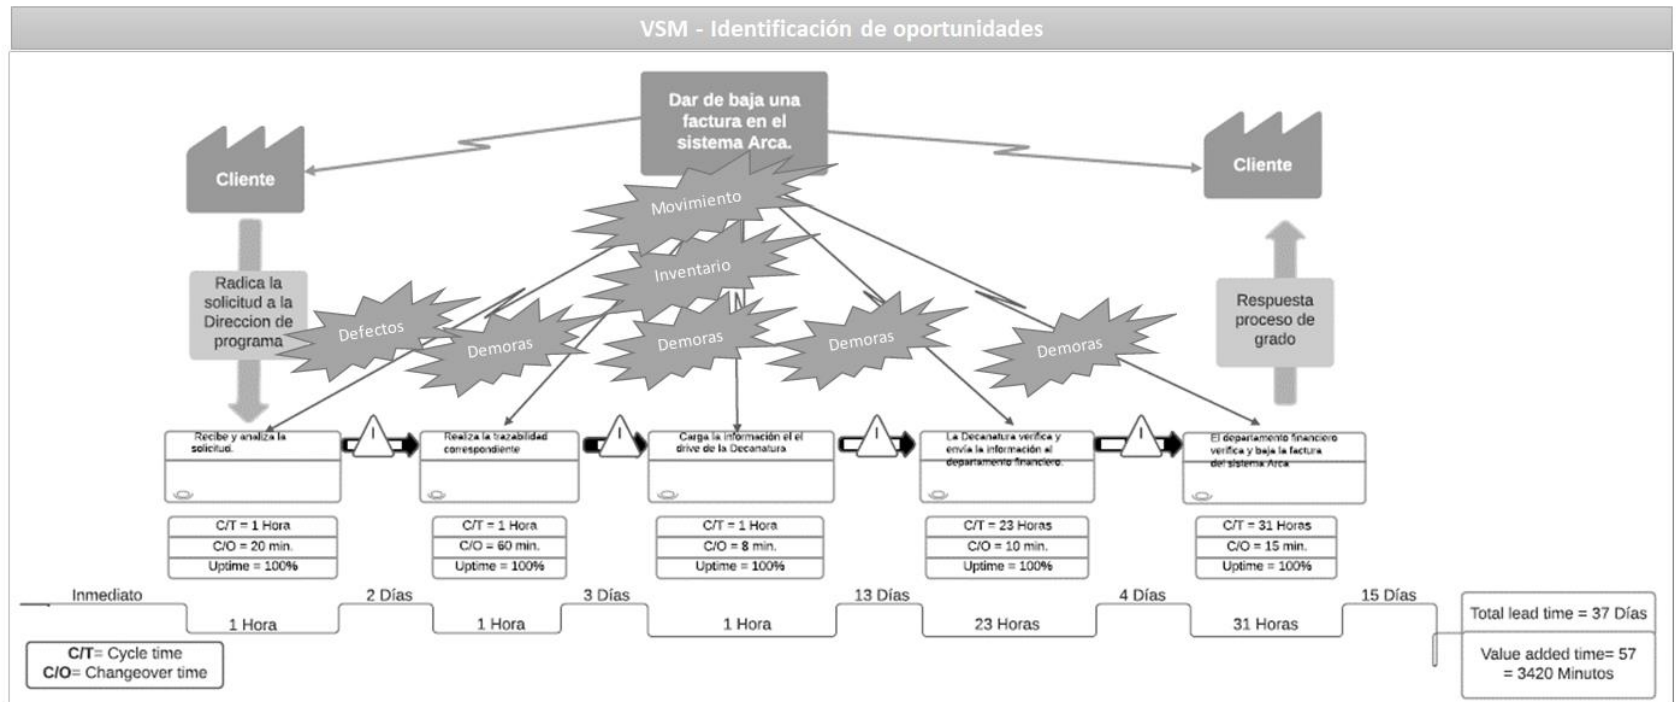 VSM - Identificación de oportunidades
Dar de baja una
factura en el
sistema Arca.
Cliente
Cliente
Movimiento
Inventario
Radica la
solicitud a la
Direccion de
programa
Defectos
Demoras
Demoras
Demoras
Demoras
Respuesta
proceso de
grado
Recibe y analiza la
solicitud.
I
Realiza la trazabilidad
correspondiente
I
Carga la información el el
drive de la Decanatura
I
La Decanatura verifica y
envía la información al
departamento financiero.
I
El departamento financiero
verifica y baja la factura
del sistema Arca
C/T = 1 Hora
C/O = 20 min.
Uptime = 100%
C/T = 1 Hora
C/O = 60 min.
Uptime = 100%
C/T = 1 Hora
C/O = 8 min.
Uptime = 100%
C/T = 23 Horas
C/O = 10 min.
Uptime = 100%
C/T = 31 Horas
C/O = 15 min.
Uptime = 100%
Inmediato
2 Días
3 Días
13 Días
4 Días
15 Días
1 Hora
1 Hora
1 Hora
23 Horas
31 Horas
Total lead time = 37 Días
Value added time= 57
= 3420 Minutos
C/T= Cycle time
C/O= Changeover time